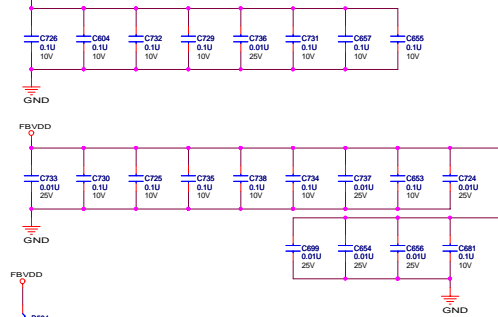 C726 C604 C732 C729 C736 C731 C657 C655
0.1U 0.1U 0.1U 0.1U 0.01U 0.1U 0.1U 0.1U
10V 10V 10V 10V 25V 10V 10V 10V
GND
FBVDD
C733 C730 C725 C735 C738 C734 C737 C653 C724
0.01U 0.1U 0.1U 0.1U 0.1U 0.1U 0.01U 0.1U 0.01U
25V 10V 10V 10V 10V 10V 25V 10V 25V
GND
C699 C654 C656 C681
0.01U 0.01U 0.01U 0.1U
25V 25V 25V 10V
FBVDD
GND